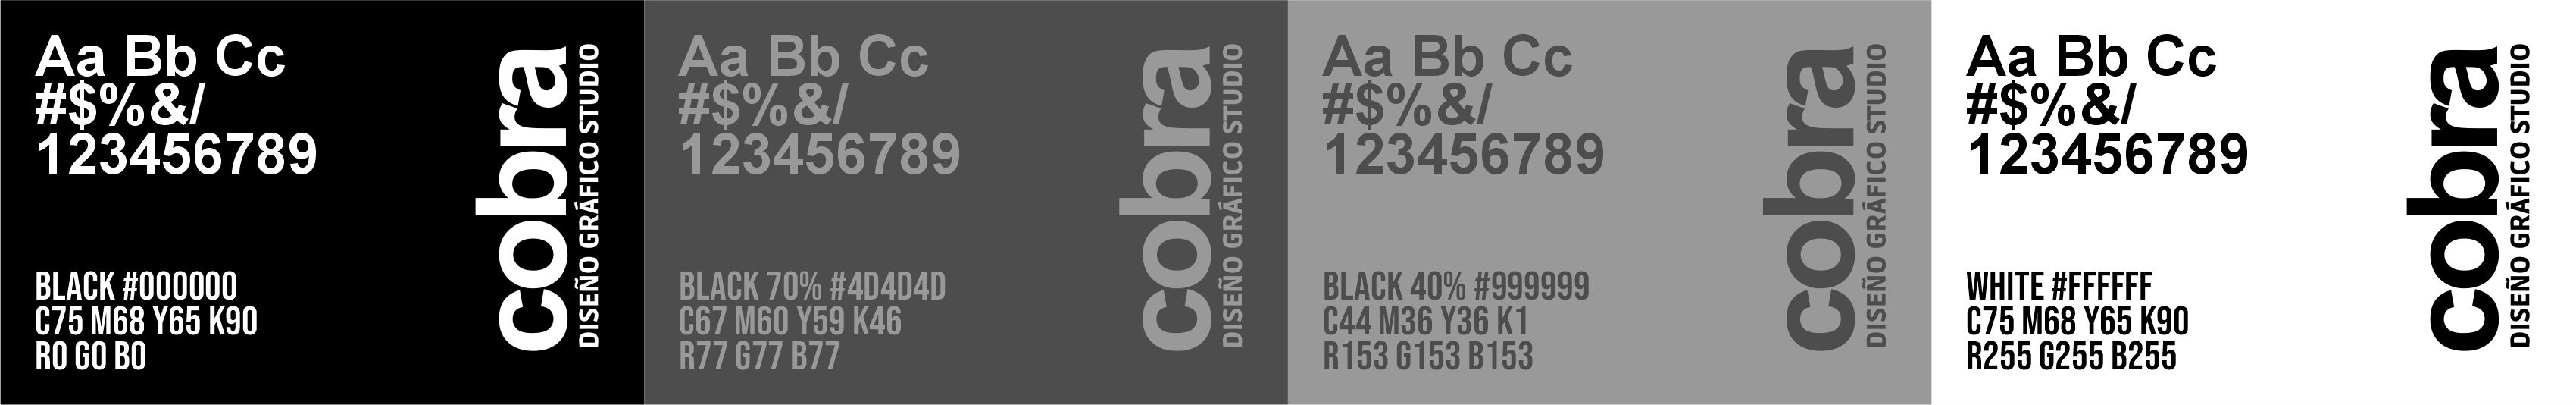 Aa Bb Cc
#$%&/
123456789
BLACK #000000
C75 M68 Y65 K90
R0 G0 B0
cobra
DISEÑO GRÁFICO STUDIO
Aa Bb Cc
#$%&/
123456789
BLACK 70% #4D4D4D
C67 M60 Y59 K46
R77 G77 B77
cobra
DISEÑO GRÁFICO STUDIO
Aa Bb Cc
#$%&/
123456789
BLACK 40% #999999
C44 M36 Y36 K1
R153 G153 B153
cobra
DISEÑO GRÁFICO STUDIO
Aa Bb Cc
#$%&/
123456789
WHITE #FFFFFF
C75 M68 Y65 K90
R255 G255 B255
cobra
DISEÑO GRÁFICO STUDIO